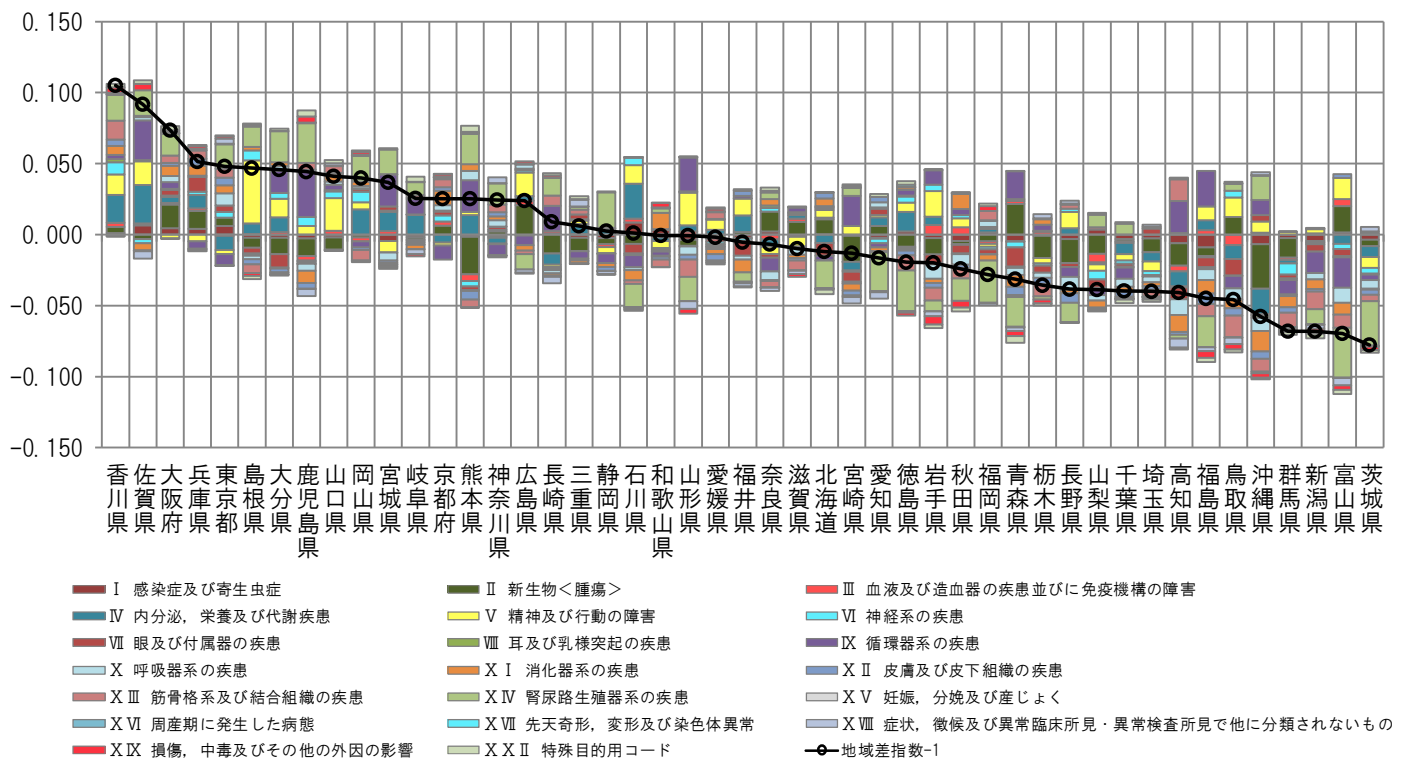 0.150
0.100
0.050
0.000
-0.050
-0.100
-0.150
香川県
佐賀県
大阪府
兵庫県
東京都
島根県
大分県
鹿児島県
山口県
岡山県
宮城県
岐阜県
京都府
熊本県
神奈川県
広島県
長崎県
三重県
静岡県
石川県
和歌山県
山形県
愛媛県
福井県
奈良県
滋賀県
北海道
宮崎県
愛知県
徳島県
岩手県
秋田県
福岡県
青森県
栃木県
長野県
山梨県
千葉県
埼玉県
高知県
福島県
鳥取県
沖縄県
群馬県
新潟県
富山県
茨城県
Ⅰ 感染症及び寄生虫症
Ⅱ 新生物＜腫瘍＞
Ⅲ 血液及び造血器の疾患並びに免疫機構の障害
Ⅳ 内分泌，栄養及び代謝疾患
Ⅴ 精神及び行動の障害
Ⅵ 神経系の疾患
Ⅶ 眼及び付属器の疾患
Ⅷ 耳及び乳様突起の疾患
Ⅸ 循環器系の疾患
Ⅹ 呼吸器系の疾患
ⅩⅠ 消化器系の疾患
ⅩⅡ 皮膚及び皮下組織の疾患
ⅩⅢ 筋骨格系及び結合組織の疾患
ⅩⅣ 腎尿路生殖器系の疾患
ⅩⅤ 妊娠，分娩及び産じょく
ⅩⅥ 周産期に発生した病態
ⅩⅦ 先天奇形，変形及び染色体異常
ⅩⅧ 症状，徴候及び異常臨床所見・異常検査所見で他に分類されないもの
ⅩⅨ 損傷，中毒及びその他の外因の影響
ⅩⅩⅡ 特殊目的用コード
地域差指数-1